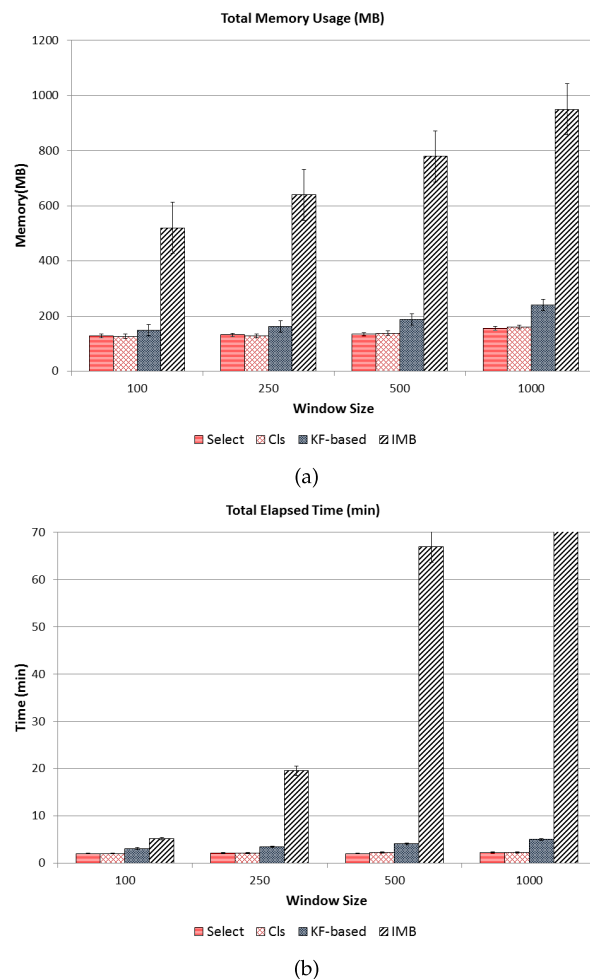 Total Memory Usage (MB)
1200
1000
800
600
400
200
0
Memory(MB)
100 250 500 1000
Window Size
Select Cls KF-based IMB
(a)
Total Elapsed Time (min)
70
60
50
40
30
20
10
0
Time (min)
100 250 500 1000
Window Size
Select Cls KF-based IMB
(b)